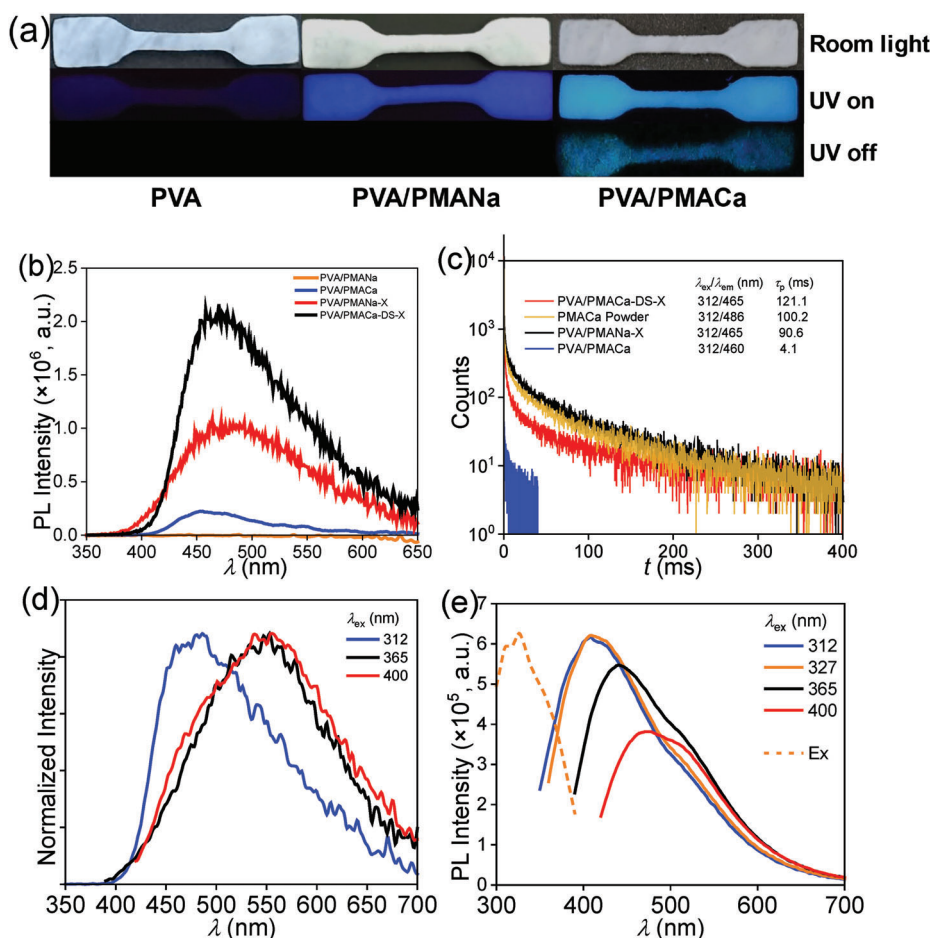 (a)
Room light
UV on
UV off
PVA PVA/PMANa PVA/PMACa
(b)
PL Intensity (×10⁶, a.u.)
2.5
2.0
1.5
1.0
0.5
0.0
350 400 450 500 550 600 650
λ (nm)
PVA/PMANa
PVA/PMACa
PVA/PMANa-X
PVA/PMACa-DS-X
(c)
Counts
10⁴
10³
10²
10¹
10⁰
0 100 200 300 400
t (ms)
λex/λem (nm) τp (ms)
PVA/PMACa-DS-X 312/465 121.1
PMACa Powder 312/486 100.2
PVA/PMANa-X 312/465 90.6
PVA/PMACa 312/460 4.1
(d)
Normalized Intensity
λex (nm)
312
365
400
350 400 450 500 550 600 650 700
λ (nm)
(e)
PL Intensity (×10⁵, a.u.)
7
6
5
4
3
2
1
0
λex (nm)
312
327
365
400
Ex
300 400 500 600 700
λ (nm)